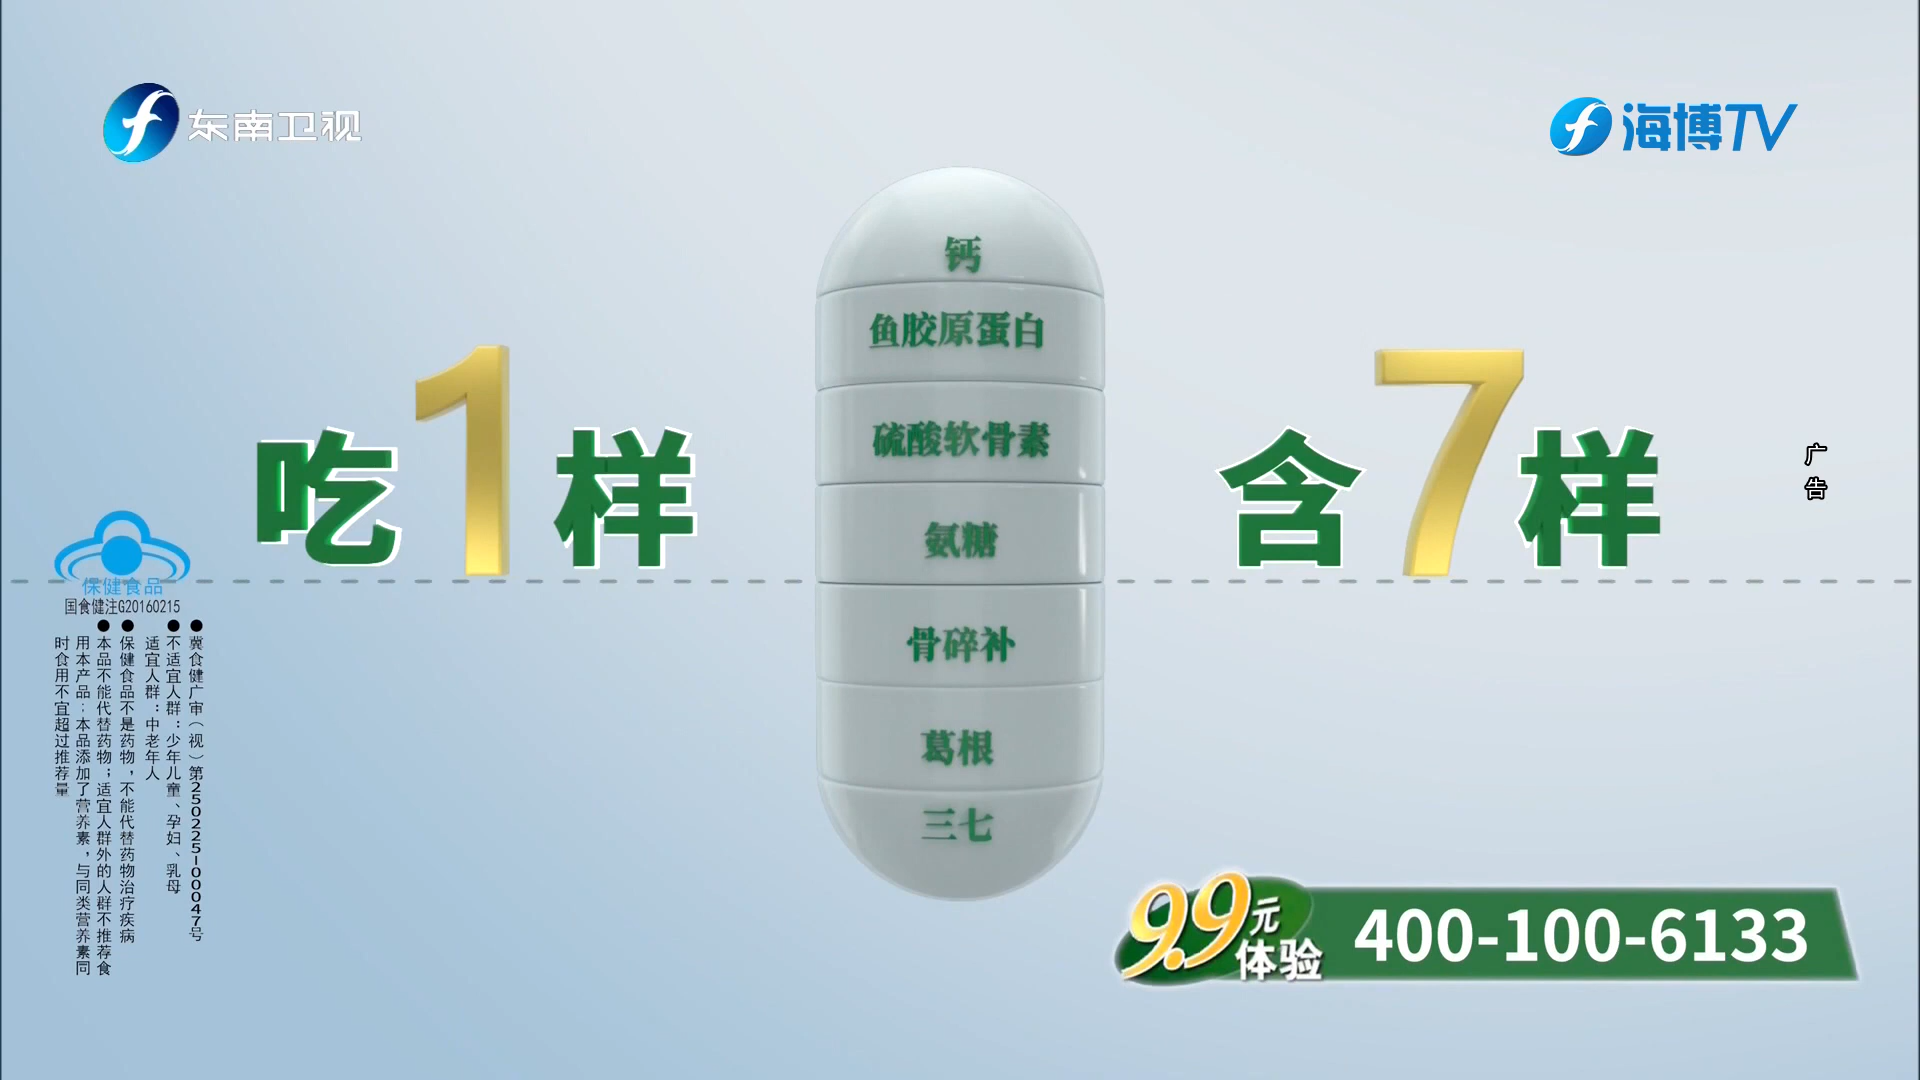 东南卫视
海博TV
吃1样
含7样
钙
鱼胶原蛋白
硫酸软骨素
氨糖
骨碎补
葛根
三七
广告
保健食品
国食健注G20160215
●冀食健广审(视)第250225-00047号
●不适宜人群:少年儿童、孕妇、乳母
适宜人群:中老年人
●保健食品不是药物,不能代替药物治疗疾病
●本品不能代替药物;适宜人群外的人群不推荐食
用本产品;本品添加了营养素,与同类营养素同
时食用不宜超过推荐量
9.9元体验
400-100-6133